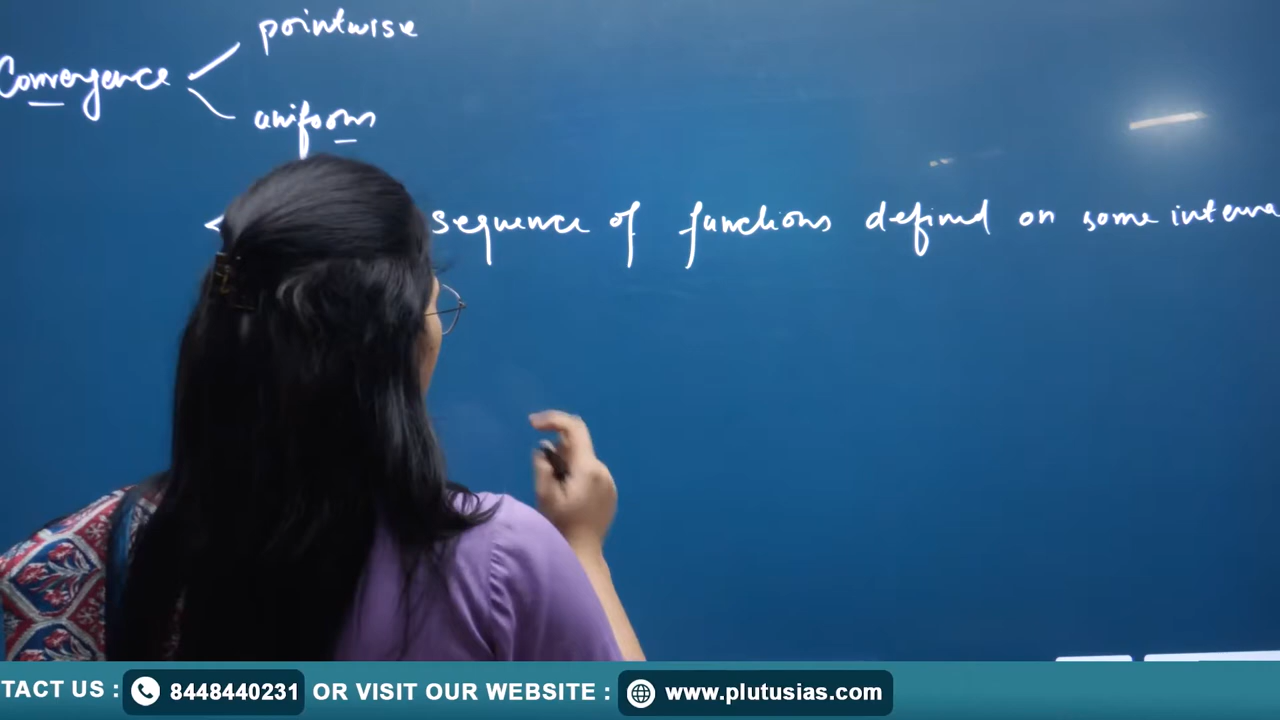 pointwise
Convergence
uniform
< sequence of functions defined on some interva
TACT US : 8448440231 OR VISIT OUR WEBSITE : www.plutusias.com